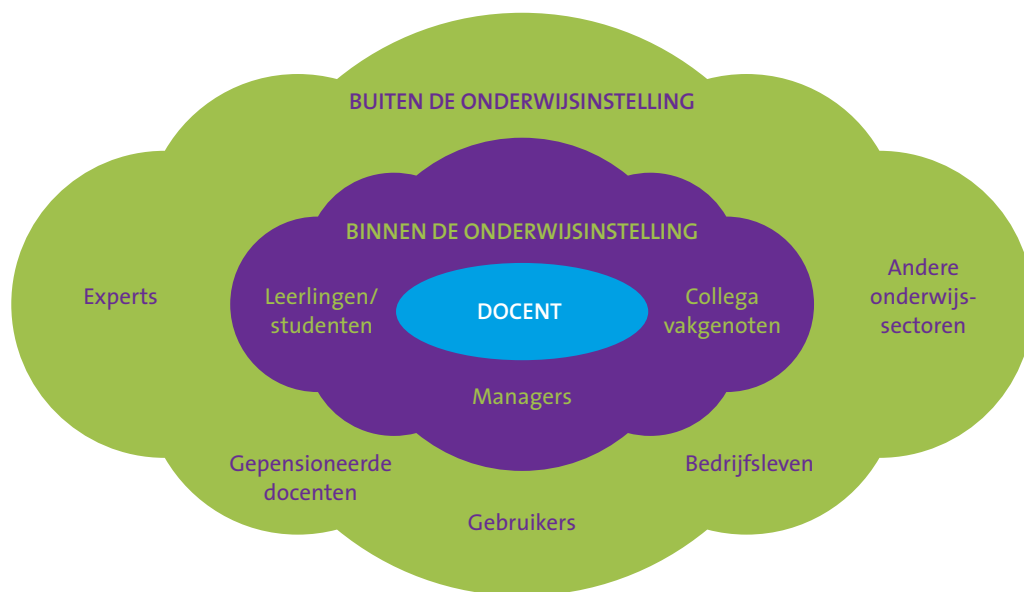 BUITEN DE ONDERWIJSINSTELLING
BINNEN DE ONDERWIJSINSTELLING
Experts
Leerlingen/
studenten
DOCENT
Collega
vakgenoten
Andere
onderwijs-
sectoren
Managers
Gepensioneerde
docenten
Bedrijfsleven
Gebruikers